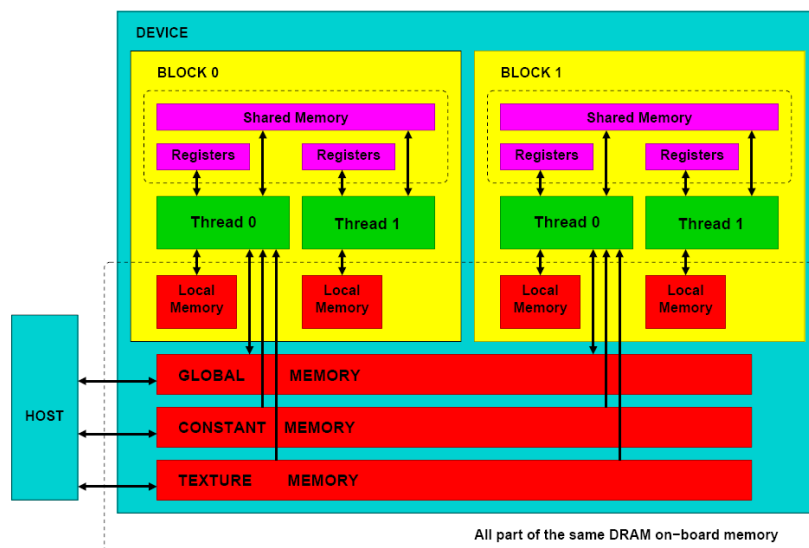 DEVICE
BLOCK 0
BLOCK 1
Shared Memory
Shared Memory
Registers
Registers
Registers
Registers
Thread 0
Thread 1
Thread 0
Thread 1
Local
Memory
Local
Memory
Local
Memory
Local
Memory
HOST
GLOBAL MEMORY
CONSTANT MEMORY
TEXTURE MEMORY
All part of the same DRAM on−board memory